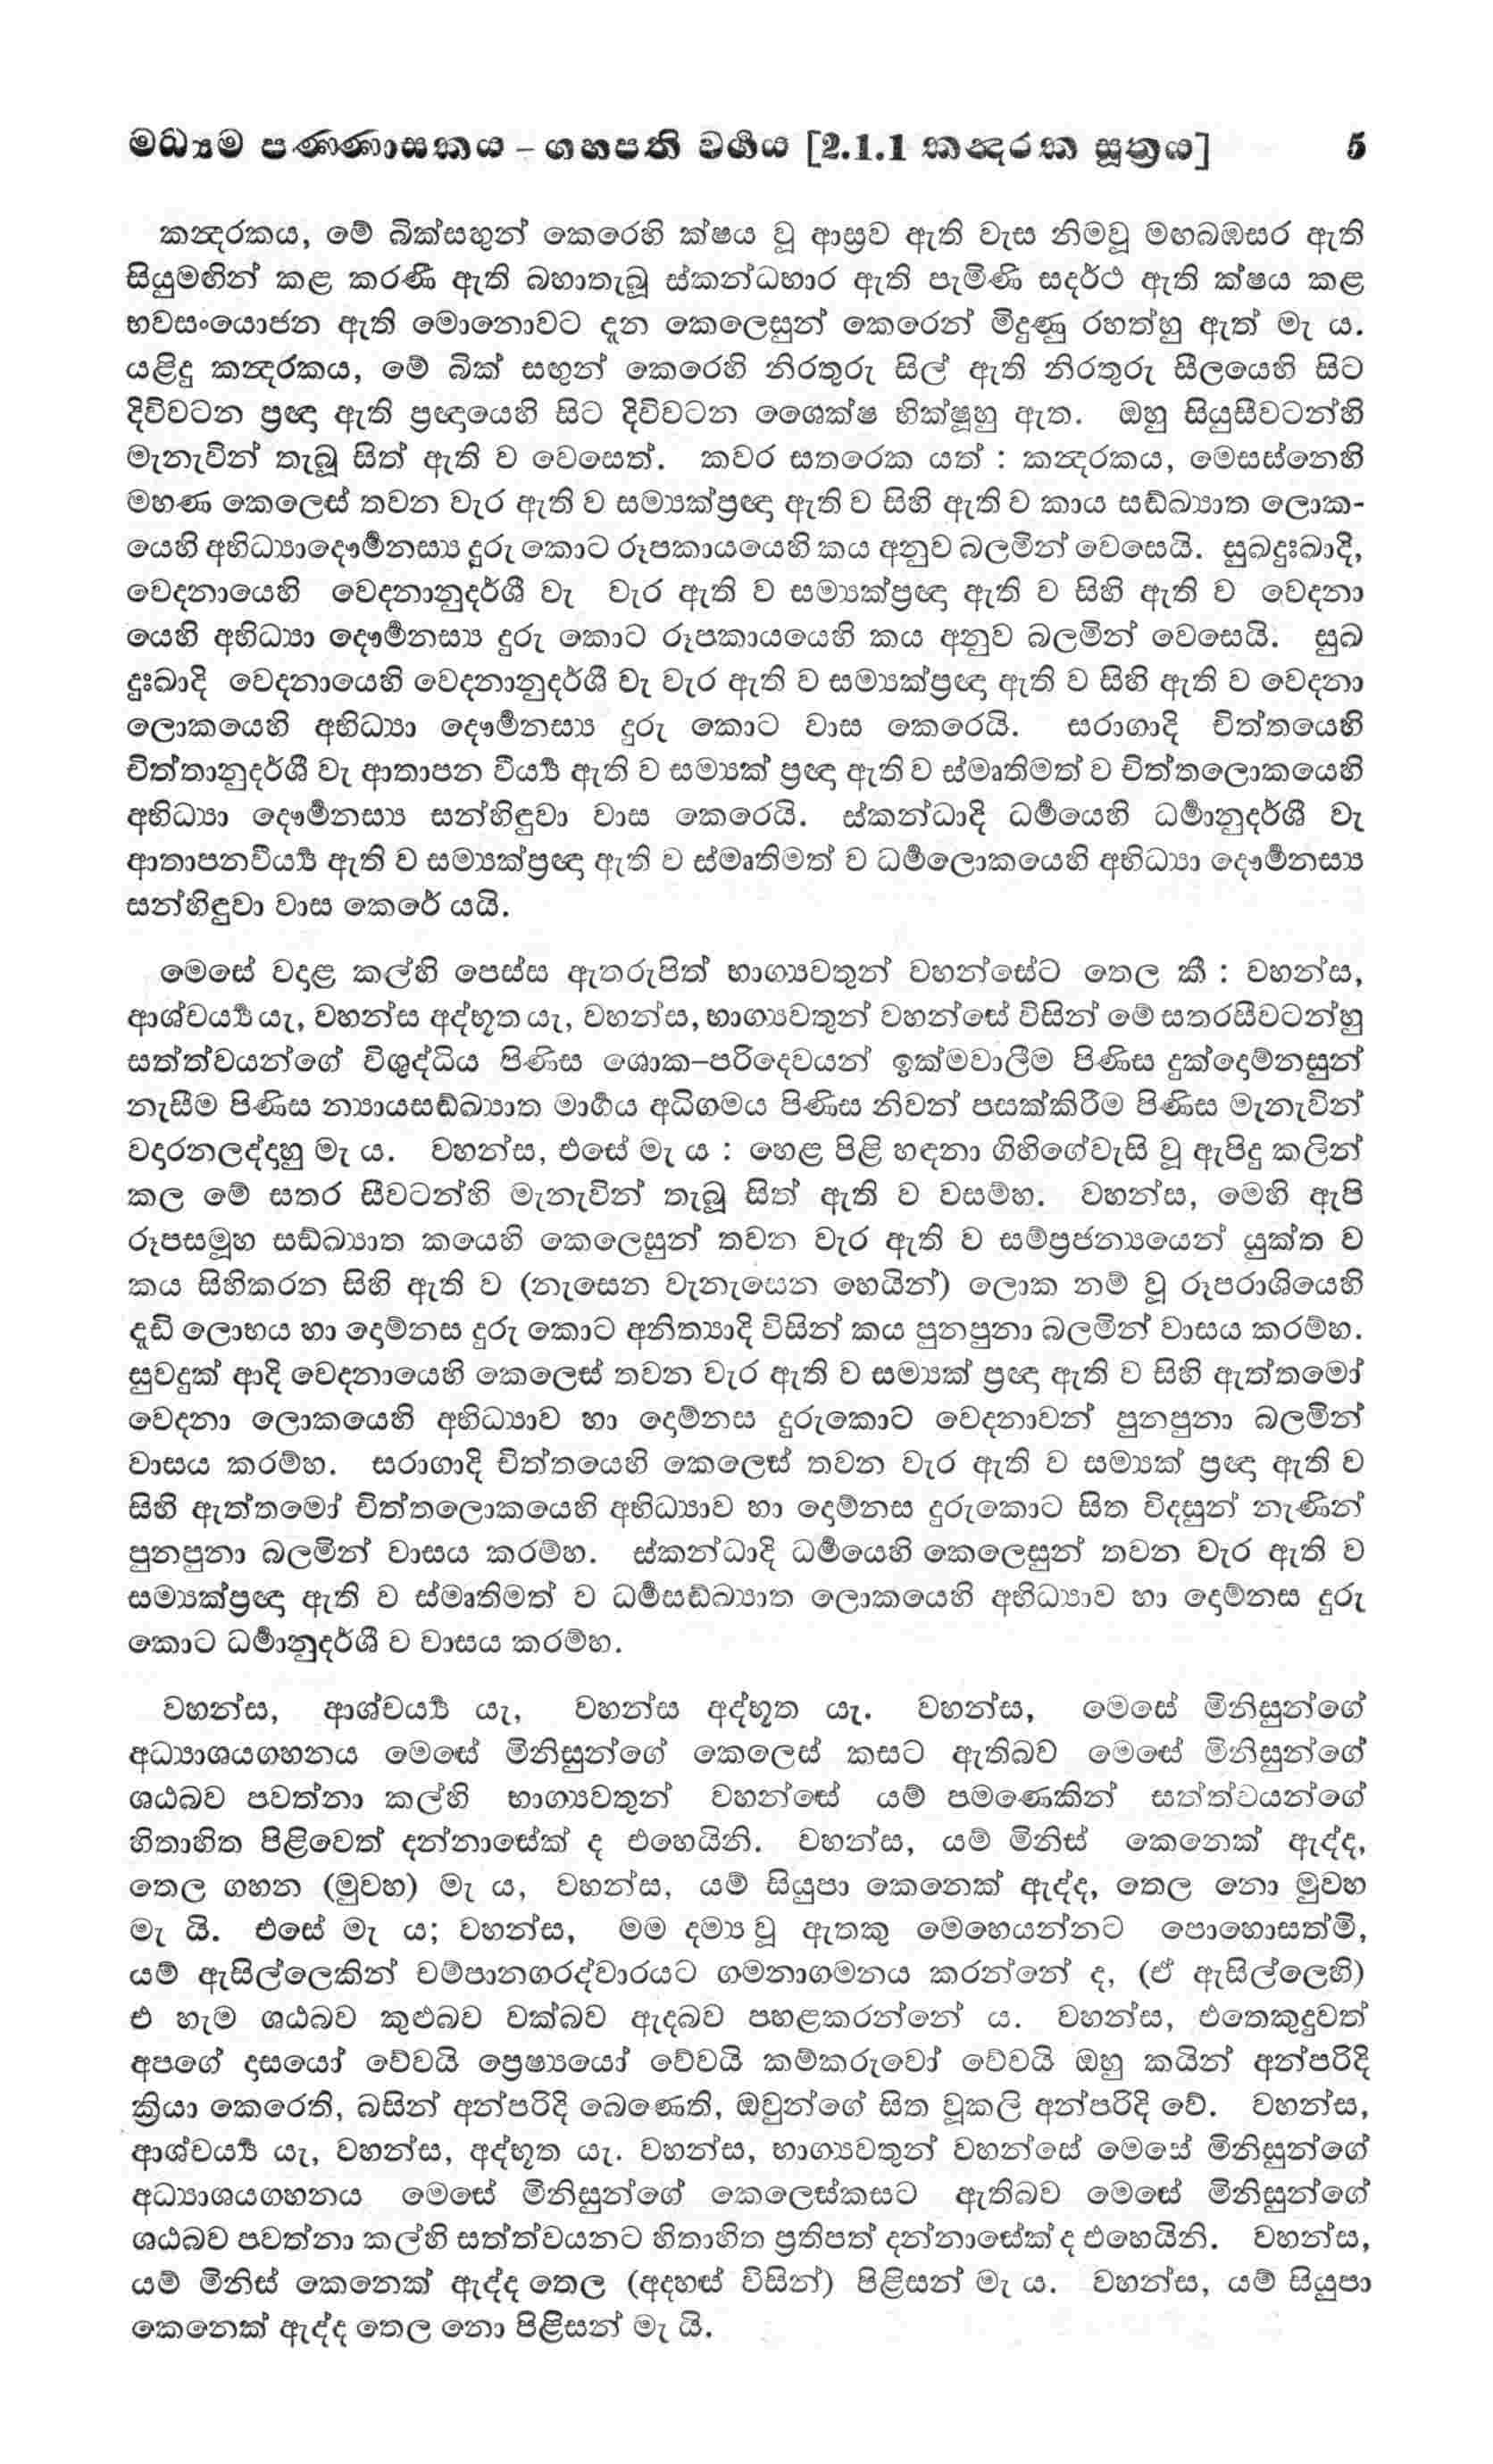 මධ්‍යම පණ්ණාසකය – ගහපති වර්‍ගය [2.1.1 කන්‍දරක සූත්‍රය] 5
කන්‍දරකය, මේ බික්සහුන් කෙරෙහි ක්ෂය වූ ආස්‍රව ඇති වැස නිමවූ මඟබඹසර ඇති
සියුමඟින් කළ කරණී ඇති බහාතැබූ ස්කන්ධභාර ඇති පැමිණි සදර්ථ ඇති ක්ෂය කළ
භවසංයොජන ඇති මොනොවට දැන කෙලෙසුන් කෙරෙන් මිදුණු රහත්හු ඇත් මැ ය.
යළිදු කන්‍දරකය, මේ බික් සඟුන් කෙරෙහි නිරතුරු සිල් ඇති නිරතුරු සීලයෙහි සිට
දිවිවටන ප්‍රඥා ඇති ප්‍රඥායෙහි සිට දිවිවටන ශෛක්ෂ භික්ෂූහු ඇත. ඔහු සියුසිවටන්හි
මැනැවින් තැබූ සිත් ඇති ව වෙසෙත්. කවර සතරෙක යත් : කන්‍දරකය, මෙසස්නෙහි
මහණ කෙලෙස් තවන වැර ඇති ව සම්‍යක්ප්‍රඥා ඇති ව සිහි ඇති ව කාය සඞ්ඛ්‍යාත ලොක-
යෙහි අභිධ්‍යාදෞර්‍මනස්‍ය දුරු කොට රූපකායයෙහි කය අනුව බලමින් වෙසෙයි. සුඛදුඃඛාදි,
වෙදනායෙහි වෙදනානුදර්ශී වැ වැර ඇති ව සම්‍යක්ප්‍රඥා ඇති ව සිහි ඇති ව වෙදනා
යෙහි අභිධ්‍යා දෞර්‍මනස්‍ය දුරු කොට රූපකායයෙහි කය අනුව බලමින් වෙසෙයි. සුඛ
දුඃඛාදි වෙදනායෙහි වෙදනානුදර්ශී වැ වැර ඇති ව සම්‍යක්ප්‍රඥා ඇති ව සිහි ඇති ව වෙදනා
ලොකයෙහි අභිධ්‍යා දෞර්‍මනස්‍ය දුරු කොට වාස කෙරෙයි. සරාගාදි චිත්තයෙහි
චිත්තානුදර්ශී වැ ආතාපන වීර්‍ය්‍ය ඇති ව සම්‍යක් ප්‍රඥා ඇති ව ස්මෘතිමත් ව චිත්තලොකයෙහි
අභිධ්‍යා දෞර්‍මනස්‍ය සන්හිඳුවා වාස කෙරෙයි. ස්කන්ධාදි ධර්‍මයෙහි ධර්‍මානුදර්ශී වැ
ආතාපනවීර්‍ය්‍ය ඇති ව සම්‍යක්ප්‍රඥා ඇති ව ස්මෘතිමත් ව ධර්‍මලොකයෙහි අභිධ්‍යා දෞර්‍මනස්‍ය
සන්හිඳුවා වාස කෙරේ යයි.
මෙසේ වදාළ කල්හි පෙස්ස ඇතරුපිත් භාග්‍යවතුන් වහන්සේට තෙල කී : වහන්ස,
ආශ්චර්‍ය්‍ය යැ, වහන්ස අද්භූත යැ, වහන්ස, භාග්‍යවතුන් වහන්සේ විසින් මේ සතරසිවටන්හු
සත්ත්වයන්ගේ විශුද්ධිය පිණිස ශොක–පරිදෙවයන් ඉක්මවාලීම පිණිස දුක්දොම්නසුන්
නැසීම පිණිස න්‍යායසඞ්ඛ්‍යාත මාර්‍ගය අධිගමය පිණිස නිවන් පසක්කිරීම පිණිස මැනැවින්
වදාරනලද්දාහු මැ ය. වහන්ස, එසේ මැ ය : හෙළ පිළි හඳනා ගිහිගේවැසි වූ ඇපිදු කලින්
කල මේ සතර සිවටන්හි මැනැවින් තැබූ සිත් ඇති ව වසම්හ. වහන්ස, මෙහි ඇපි
රූපසමූහ සඞ්ඛ්‍යාත කයෙහි කෙලෙසුන් තවන වැර ඇති ව සම්ප්‍රජන්‍යයෙන් යුක්ත ව
කය සිහිකරන සිහි ඇති ව (නැසෙන වැනැසෙන හෙයින්) ලොක නම් වූ රූපරාශියෙහි
දැඩි ලොභය හා දොම්නස දුරු කොට අනිත්‍යාදි විසින් කය පුනපුනා බලමින් වාසය කරම්හ.
සුවදුක් ආදි වෙදනායෙහි කෙලෙස් තවන වැර ඇති ව සම්‍යක් ප්‍රඥා ඇති ව සිහි ඇත්තමෝ
වෙදනා ලොකයෙහි අභිධ්‍යාව හා දොම්නස දුරුකොට වෙදනාවන් පුනපුනා බලමින්
වාසය කරම්හ. සරාගාදි චිත්තයෙහි කෙලෙස් තවන වැර ඇති ව සම්‍යක් ප්‍රඥා ඇති ව
සිහි ඇත්තමෝ චිත්තලොකයෙහි අභිධ්‍යාව හා දොම්නස දුරුකොට සිත විදසුන් නැණින්
පුනපුනා බලමින් වාසය කරම්හ. ස්කන්ධාදි ධර්‍මයෙහි කෙලෙසුන් තවන වැර ඇති ව
සම්‍යක්ප්‍රඥා ඇති ව ස්මෘතිමත් ව ධර්‍මසඞ්ඛ්‍යාත ලොකයෙහි අභිධ්‍යාව හා දොම්නස දුරු
කොට ධර්‍මානුදර්ශී ව වාසය කරම්හ.
වහන්ස, ආශ්චර්‍ය්‍ය යැ, වහන්ස අද්භූත යැ. වහන්ස, මෙසේ මිනිසුන්ගේ
අධ්‍යාශයගහනය මෙසේ මිනිසුන්ගේ කෙලෙස් කසට ඇතිබව මෙසේ මිනිසුන්ගේ
ශඨබව පවත්නා කල්හි භාග්‍යවතුන් වහන්සේ යම් පමණෙකින් සත්ත්වයන්ගේ
හිතාහිත පිළිවෙත් දන්නාසේක් ද එහෙයිනි. වහන්ස, යම් මිනිස් කෙනෙක් ඇද්ද,
තෙල ගහන (මුවහ) මැ ය, වහන්ස, යම් සියුපා කෙනෙක් ඇද්ද, තෙල නො මුවහ
මැ යි. එසේ මැ ය; වහන්ස, මම දම්‍ය වූ ඇතකු මෙහෙයන්නට පොහොසත්මි,
යම් ඇසිල්ලෙකින් චම්පානගරද්වාරයට ගමනාගමනය කරන්නේ ද, (ඒ ඇසිල්ලෙහි)
එ හැම ශඨබව කුළුබව වක්බව ඇදබව පහළකරන්නේ ය. වහන්ස, එතෙකුදුවත්
අපගේ දාසයෝ වේවයි ප්‍රේෂ්‍යයෝ වේවයි කම්කරුවෝ වේවයි ඔහු කයින් අන්පරිදි
ක්‍රියා කෙරෙති, බසින් අන්පරිදි බෙණෙති, ඔවුන්ගේ සිත වූකලි අන්පරිදි වේ. වහන්ස,
ආශ්චර්‍ය්‍ය යැ, වහන්ස, අද්භූත යැ. වහන්ස, භාග්‍යවතුන් වහන්සේ මෙසේ මිනිසුන්ගේ
අධ්‍යාශයගහනය මෙසේ මිනිසුන්ගේ කෙලෙස්කසට ඇතිබව මෙසේ මිනිසුන්ගේ
ශඨබව පවත්නා කල්හි සත්ත්වයනට හිතාහිත ප්‍රතිපත් දන්නාසේක් ද එහෙයිනි. වහන්ස,
යම් මිනිස් කෙනෙක් ඇද්ද තෙල (අදහස් විසින්) පිළිසන් මැ ය. වහන්ස, යම් සියුපා
කෙනෙක් ඇද්ද තෙල නො පිළිසන් මැ යි.